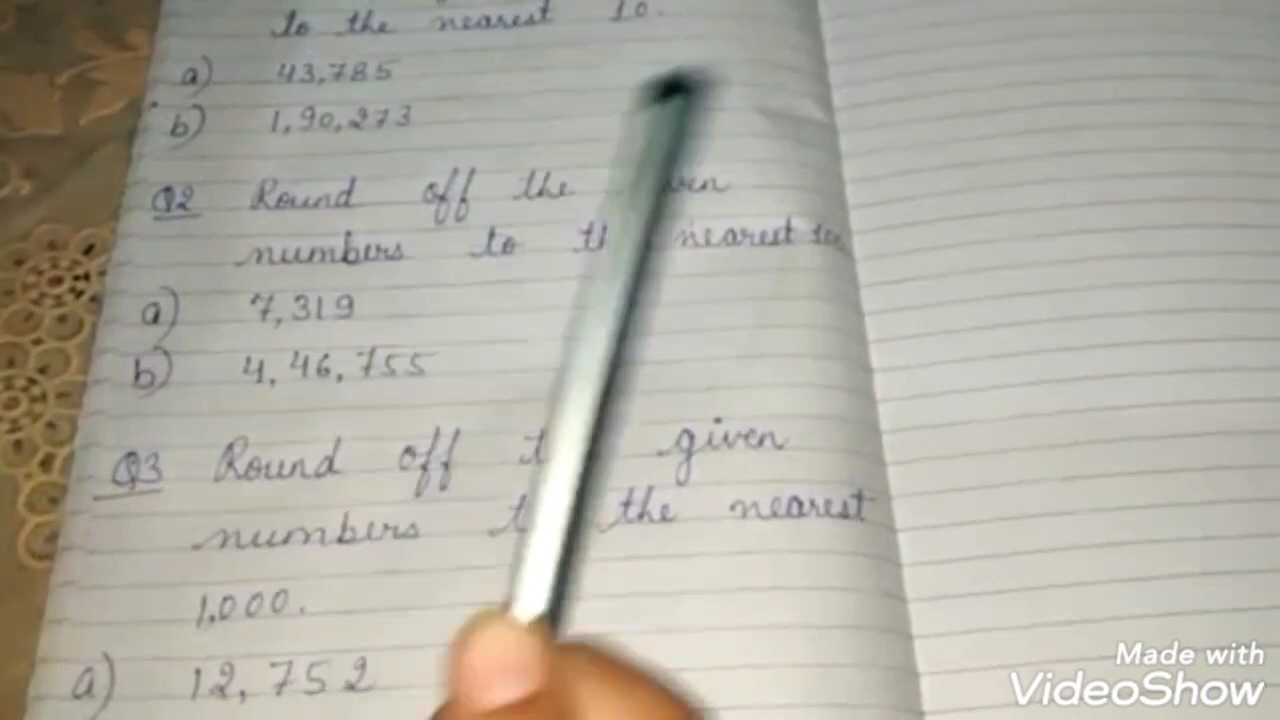 to the nearest 10.
a) 43,785
b) 1,90,273
Q2 Round off the
numbers to nearest
a) 7,319
b) 4,46,755
Q3 Round off given
numbers the nearest
1,000.
a) 12,752
Made with
VideoShow